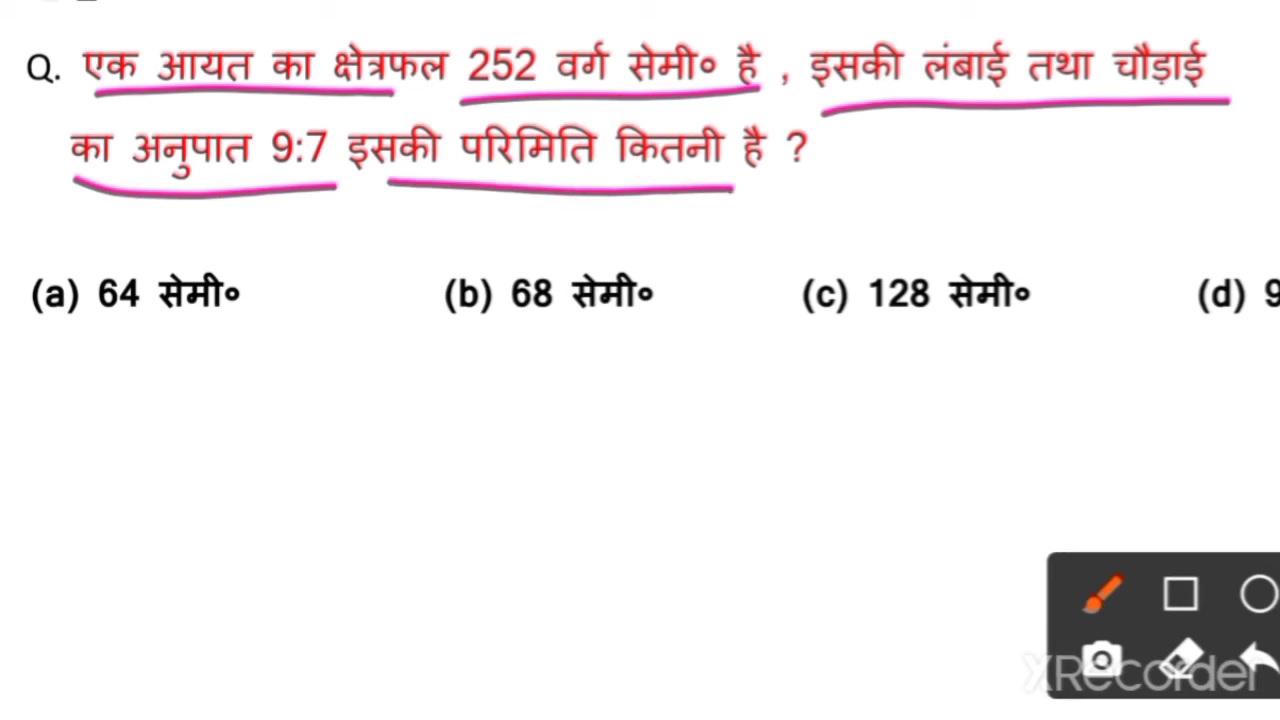 Q. एक आयत का क्षेत्रफल 252 वर्ग सेमी० है , इसकी लंबाई तथा चौड़ाई
का अनुपात 9:7 इसकी परिमिति कितनी है ?
(a) 64 सेमी० (b) 68 सेमी० (c) 128 सेमी० (d) 9
XRecorder